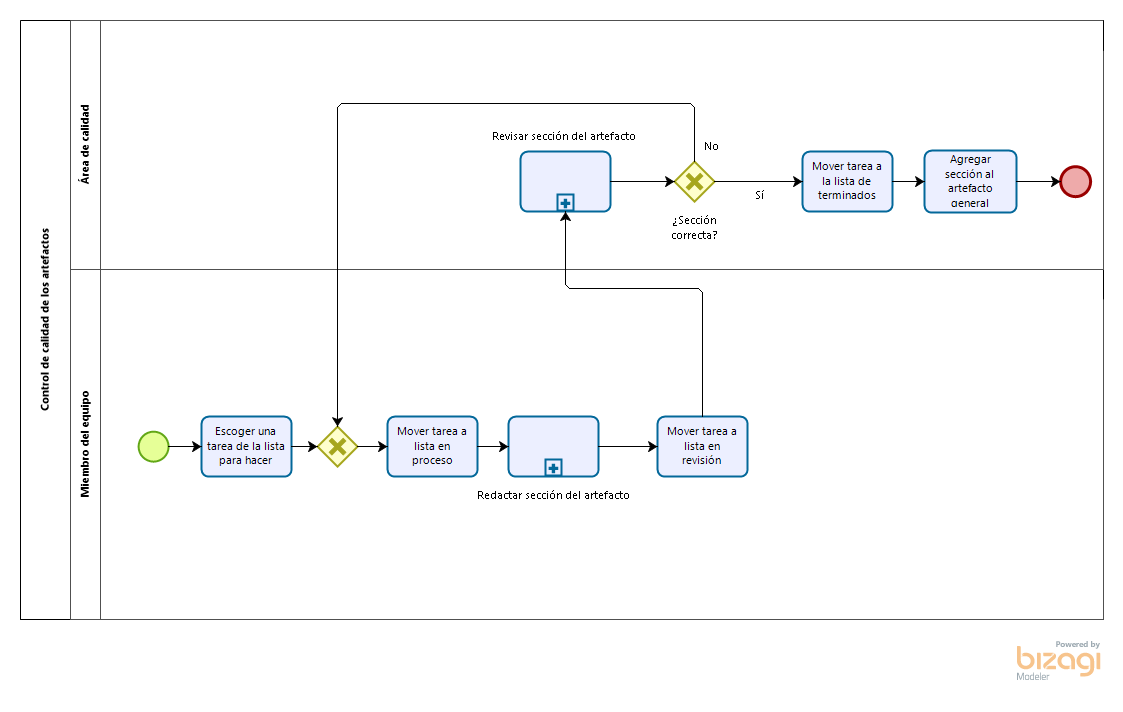 Control de calidad de los artefactos
Área de calidad
Revisar sección del artefacto
No
¿Sección
correcta?
Sí
Mover tarea a
la lista de
terminados
Agregar
sección al
artefacto
general
Miembro del equipo
Escoger una
tarea de la lista
para hacer
Mover tarea a
lista en
proceso
Redactar sección del artefacto
Mover tarea a
lista en
revisión
Powered by
bizagi
Modeler